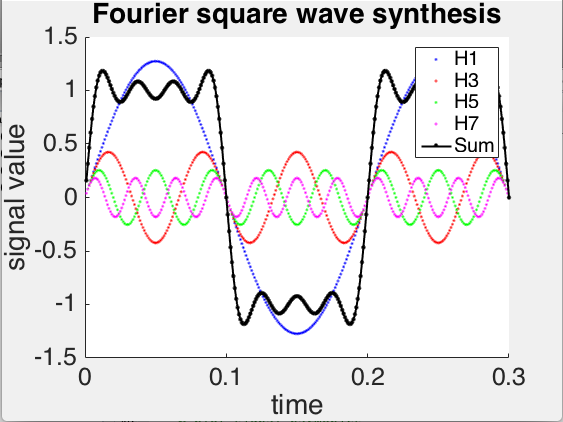 Fourier square wave synthesis
signal value
1.5
1
0.5
0
-0.5
-1
-1.5
H1
H3
H5
H7
Sum
0
0.1
0.2
0.3
time